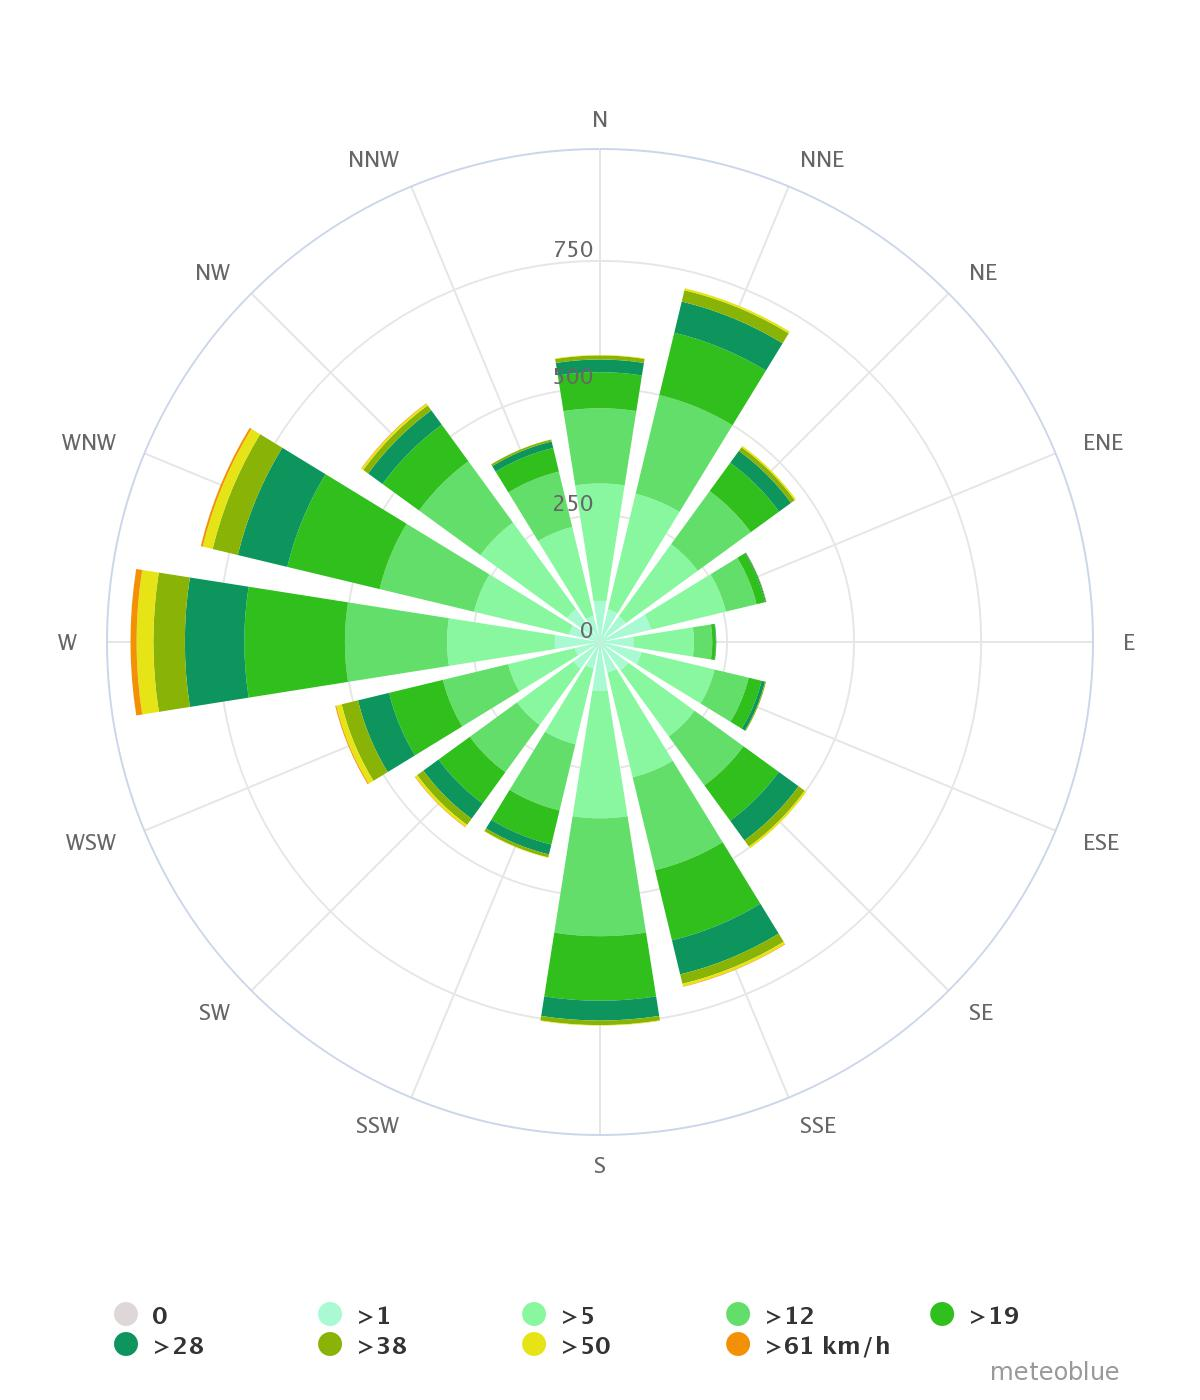 N
NNW NNE
NW NE
750
WNW ENE
500
250
0
W E
WSW ESE
SW SE
SSW SSE
S
0 >1 >5 >12 >19
>28 >38 >50 >61 km/h
meteoblue